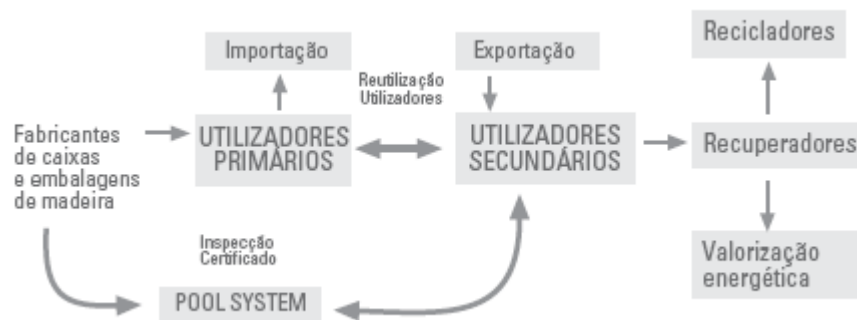 Importação
Exportação
Recicladores
Reutilização
Utilizadores
Fabricantes
de caixas
e embalagens
de madeira
UTILIZADORES
PRIMÁRIOS
UTILIZADORES
SECUNDÁRIOS
Recuperadores
Inspecção
Certificado
POOL SYSTEM
Valorização
energética